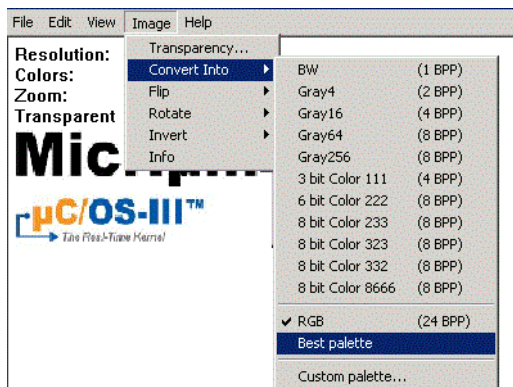 File Edit View Image Help
Resolution:
Colors:
Zoom:
Transparent
Transparency...
Convert Into
Flip
Rotate
Invert
Info
BW (1 BPP)
Gray4 (2 BPP)
Gray16 (4 BPP)
Gray64 (8 BPP)
Gray256 (8 BPP)
3 bit Color 111 (4 BPP)
6 bit Color 222 (8 BPP)
8 bit Color 233 (8 BPP)
8 bit Color 323 (8 BPP)
8 bit Color 332 (8 BPP)
8 bit Color 8666 (8 BPP)
RGB (24 BPP)
Best palette
Custom palette...
µC/OS-III™
The Real-Time Kernel